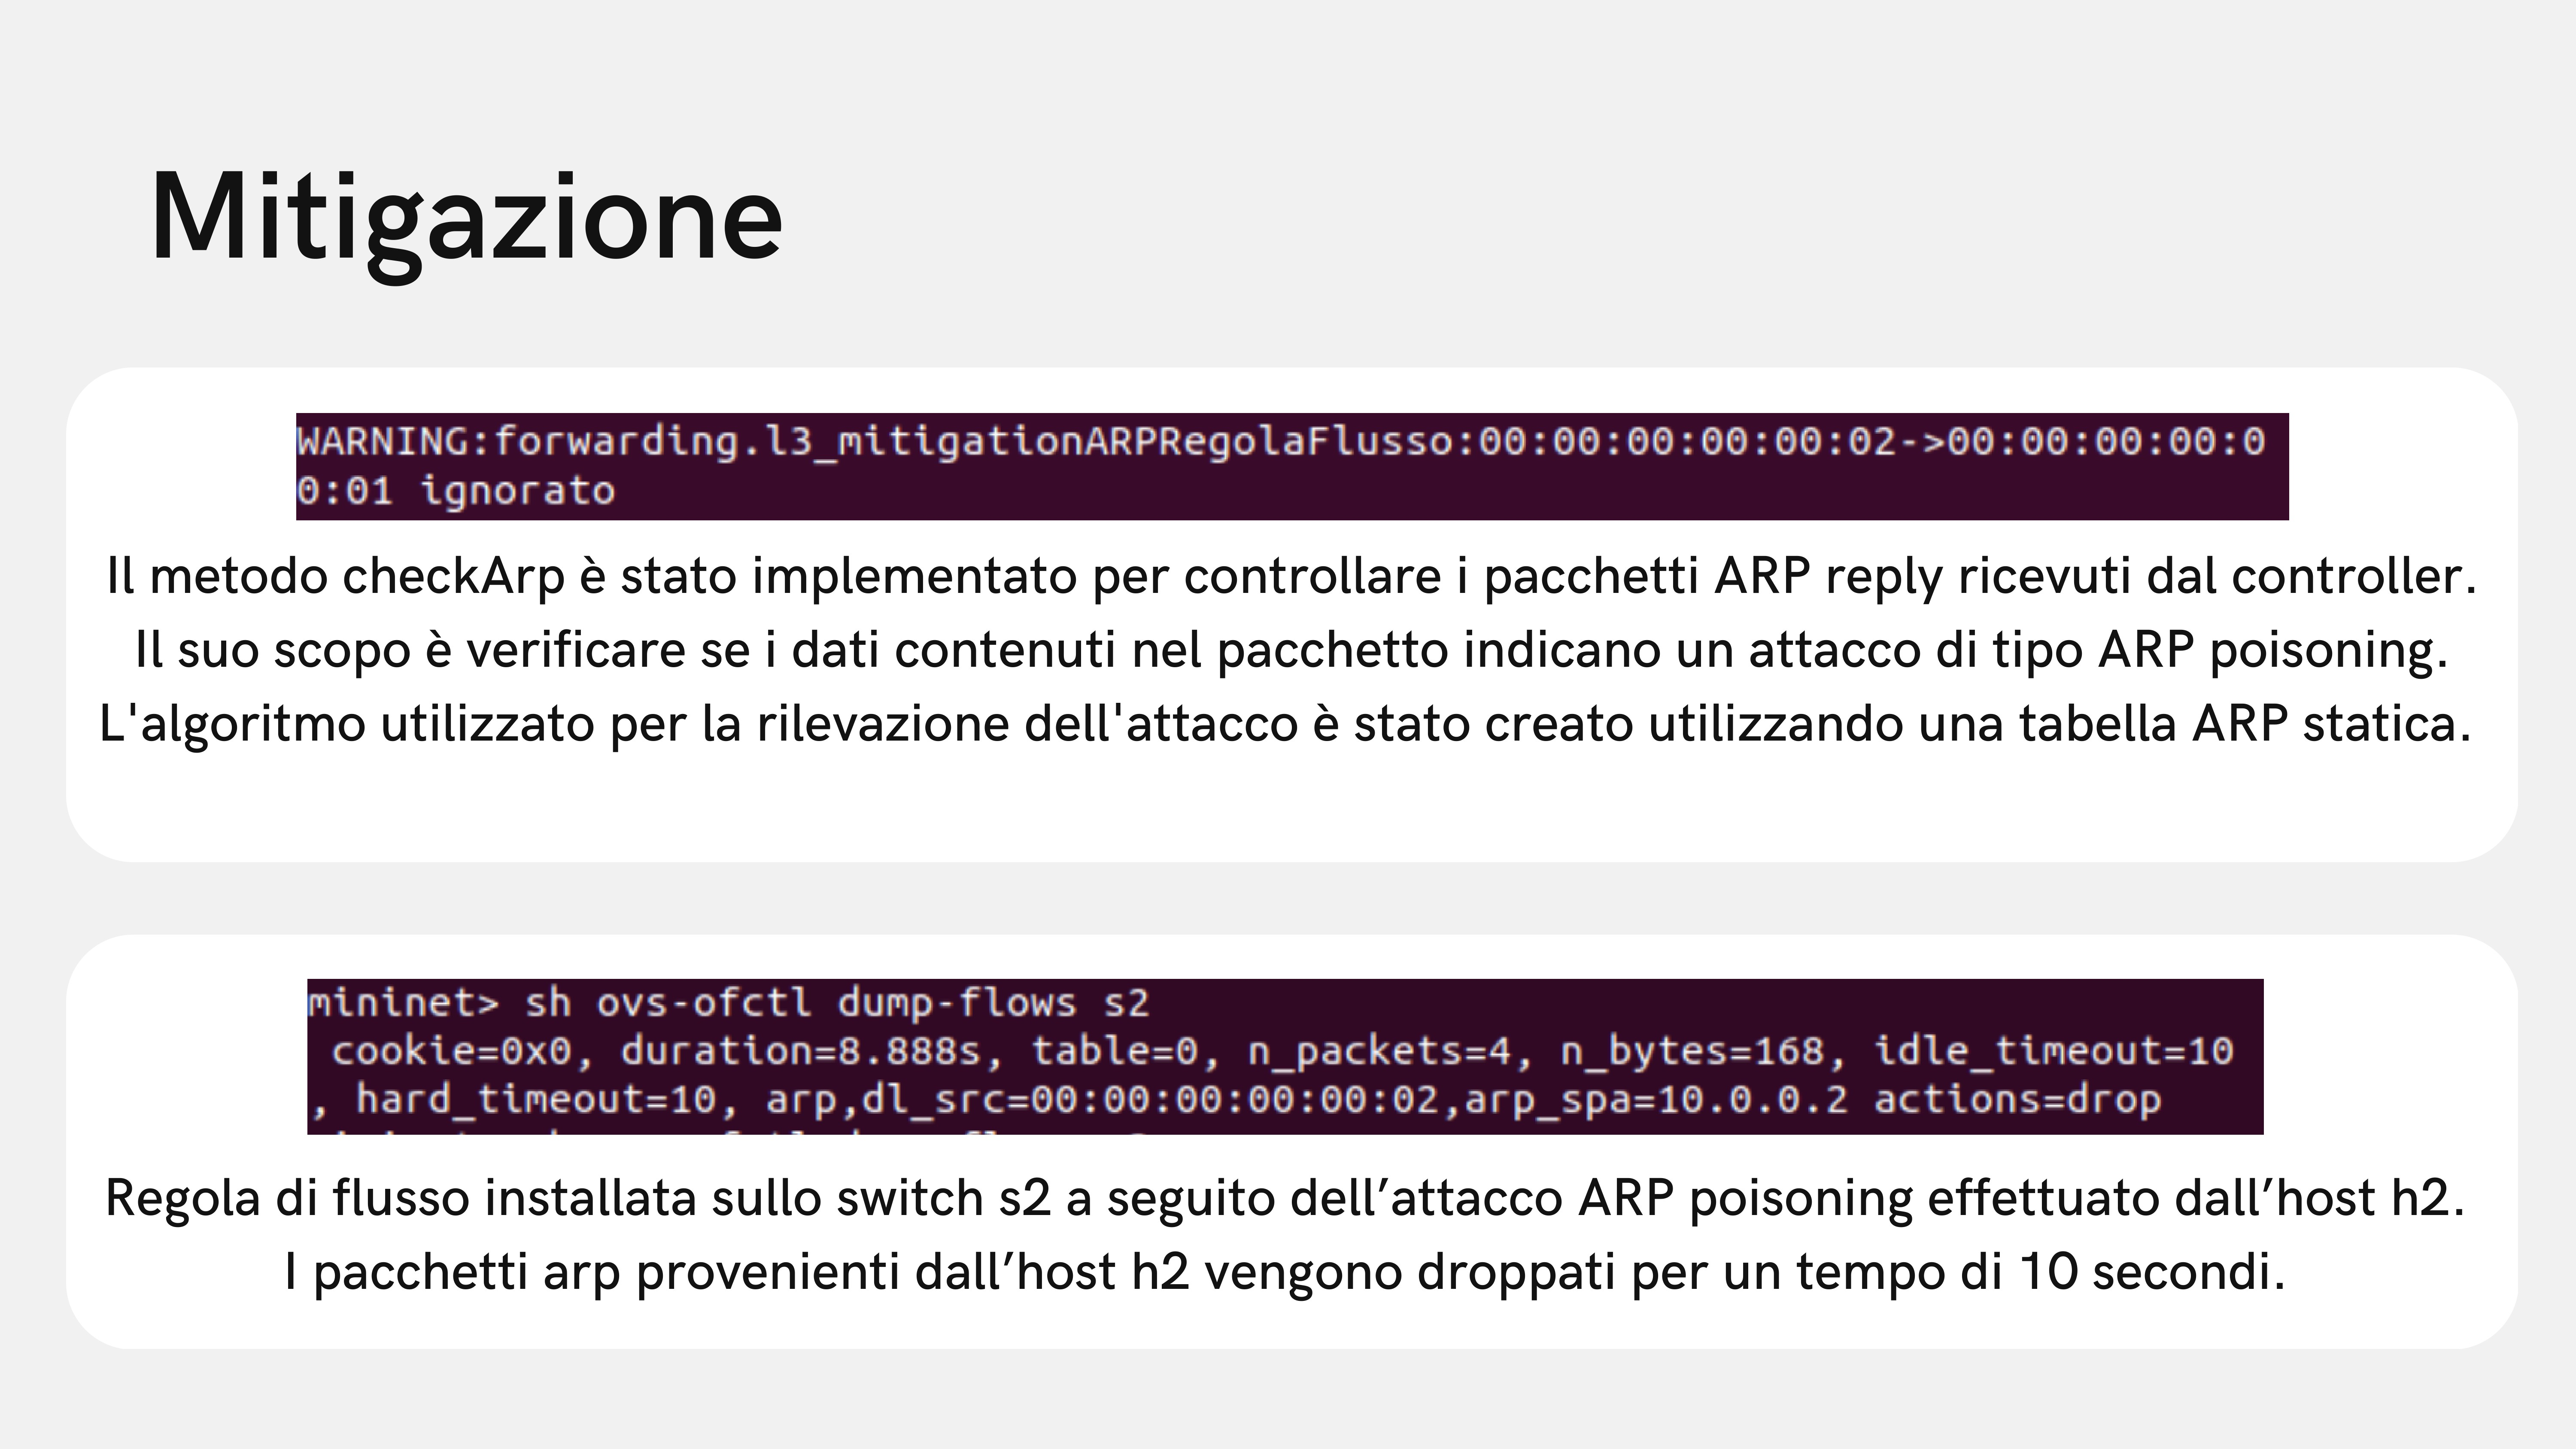 Mitigazione
WARNING:forwarding.l3_mitigationARPRegolaFlusso:00:00:00:00:00:02->00:00:00:00:0
0:01 ignorato
Il metodo checkArp è stato implementato per controllare i pacchetti ARP reply ricevuti dal controller.
Il suo scopo è verificare se i dati contenuti nel pacchetto indicano un attacco di tipo ARP poisoning.
L'algoritmo utilizzato per la rilevazione dell'attacco è stato creato utilizzando una tabella ARP statica.
mininet> sh ovs-ofctl dump-flows s2
cookie=0x0, duration=8.888s, table=0, n_packets=4, n_bytes=168, idle_timeout=10
, hard_timeout=10, arp,dl_src=00:00:00:00:00:02,arp_spa=10.0.0.2 actions=drop
Regola di flusso installata sullo switch s2 a seguito dell’attacco ARP poisoning effettuato dall’host h2.
I pacchetti arp provenienti dall’host h2 vengono droppati per un tempo di 10 secondi.